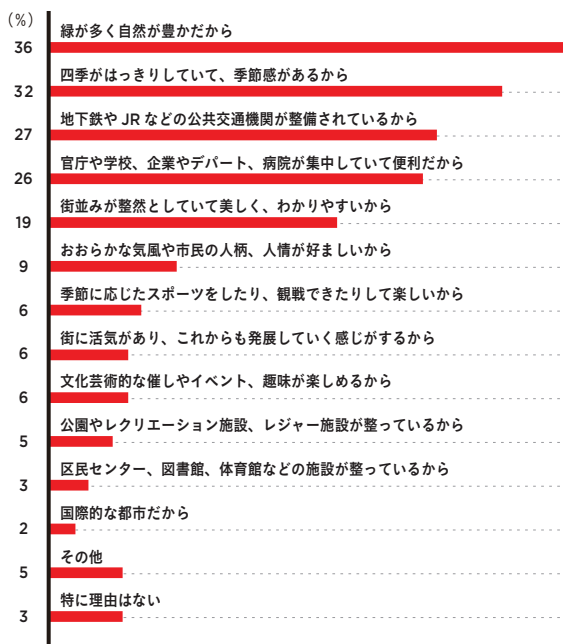 (%)
緑が多く自然が豊かだから
36
四季がはっきりしていて、季節感があるから
32
地下鉄や JR などの公共交通機関が整備されているから
27
官庁や学校、企業やデパート、病院が集中していて便利だから
26
街並みが整然としていて美しく、わかりやすいから
19
おおらかな気風や市民の人柄、人情が好ましいから
9
季節に応じたスポーツをしたり、観戦できたりして楽しいから
6
街に活気があり、これからも発展していく感じがするから
6
文化芸術的な催しやイベント、趣味が楽しめるから
6
公園やレクリエーション施設、レジャー施設が整っているから
5
区民センター、図書館、体育館などの施設が整っているから
3
国際的な都市だから
2
その他
5
特に理由はない
3